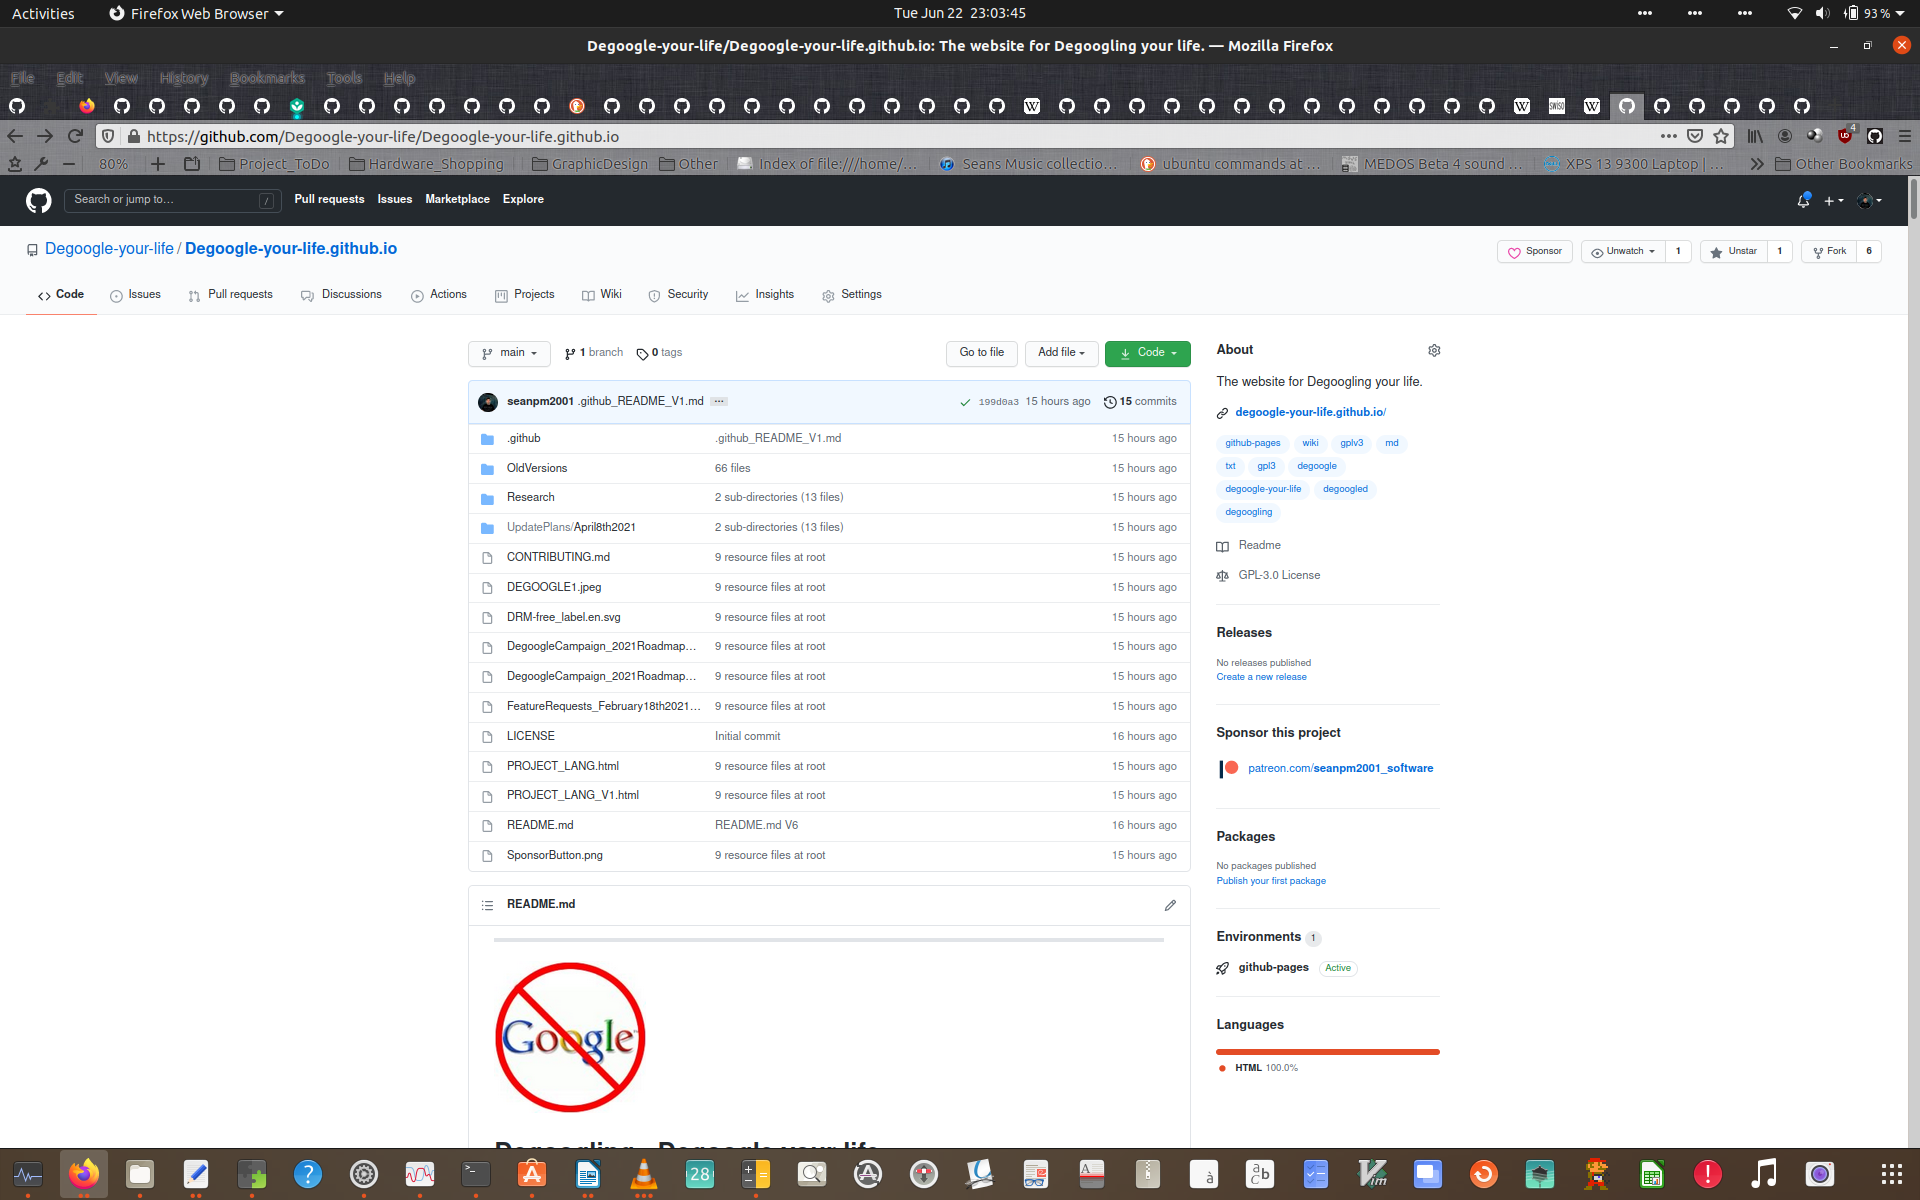 Activities Firefox Web Browser Tue Jun 22 23:03:45 93 %
Degoogle-your-life/Degoogle-your-life.github.io: The website for Degoogling your life. — Mozilla Firefox
File Edit View History Bookmarks Tools Help
https://github.com/Degoogle-your-life/Degoogle-your-life.github.io 4
80% Project_ToDo Hardware_Shopping GraphicDesign Other Index of file:///home/... Seans Music collectio... ubuntu commands at ... MEDOS Beta 4 sound ... XPS 13 9300 Laptop | ... Other Bookmarks
Search or jump to... / Pull requests Issues Marketplace Explore
Degoogle-your-life / Degoogle-your-life.github.io Sponsor Unwatch 1 Unstar 1 Fork 6
Code Issues Pull requests Discussions Actions Projects Wiki Security Insights Settings
main 1 branch 0 tags Go to file Add file Code
seanpm2001 .github_README_V1.md ... 199d0a3 15 hours ago 15 commits
.github .github_README_V1.md 15 hours ago
OldVersions 66 files 15 hours ago
Research 2 sub-directories (13 files) 15 hours ago
UpdatePlans/April8th2021 2 sub-directories (13 files) 15 hours ago
CONTRIBUTING.md 9 resource files at root 15 hours ago
DEGOOGLE1.jpeg 9 resource files at root 15 hours ago
DRM-free_label.en.svg 9 resource files at root 15 hours ago
DegoogleCampaign_2021Roadmap... 9 resource files at root 15 hours ago
DegoogleCampaign_2021Roadmap... 9 resource files at root 15 hours ago
FeatureRequests_February18th2021... 9 resource files at root 15 hours ago
LICENSE Initial commit 16 hours ago
PROJECT_LANG.html 9 resource files at root 15 hours ago
PROJECT_LANG_V1.html 9 resource files at root 15 hours ago
README.md README.md V6 16 hours ago
SponsorButton.png 9 resource files at root 15 hours ago
README.md
Google
Degoogling - Degoogle your life
About
The website for Degoogling your life.
degoogle-your-life.github.io/
github-pages wiki gplv3 md
txt gpl3 degoogle
degoogle-your-life degoogled
degoogling
Readme
GPL-3.0 License
Releases
No releases published
Create a new release
Sponsor this project
patreon.com/seanpm2001_software
Packages
No packages published
Publish your first package
Environments 1
github-pages Active
Languages
HTML 100.0%
28